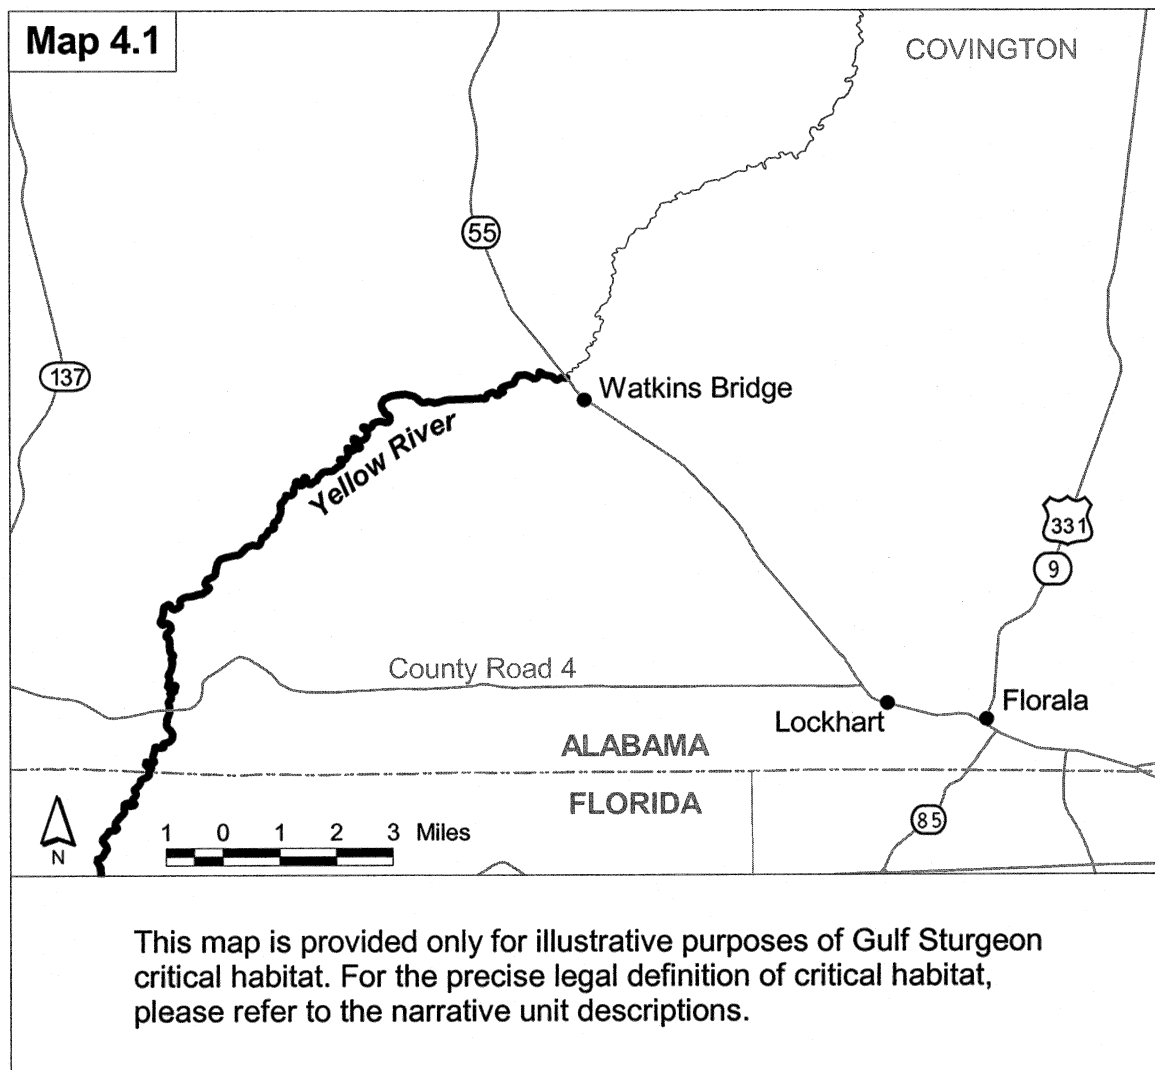 Map 4.1
COVINGTON
55
137
Watkins Bridge
Yellow River
331
9
County Road 4
Lockhart
Florala
ALABAMA
FLORIDA
85
N
1 0 1 2 3 Miles
This map is provided only for illustrative purposes of Gulf Sturgeon
critical habitat. For the precise legal definition of critical habitat,
please refer to the narrative unit descriptions.